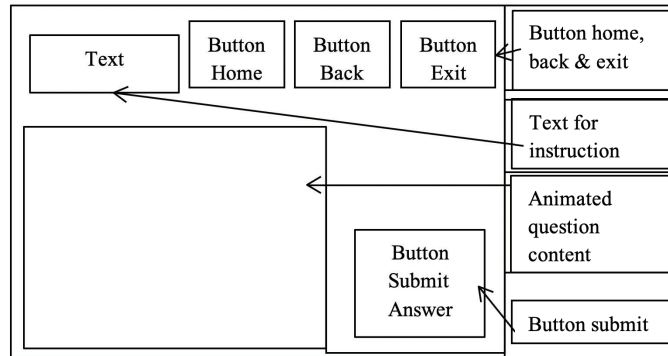 Text
Button
Home
Button
Back
Button
Exit
Button home,
back & exit
Text for
instruction
Animated
question
content
Button
Submit
Answer
Button submit